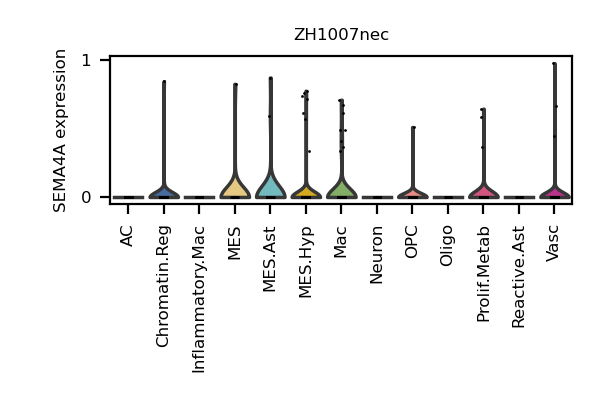 ZH1007nec
SEMA4A expression
1
0
AC
Chromatin.Reg
Inflammatory.Mac
MES
MES.Ast
MES.Hyp
Mac
Neuron
OPC
Oligo
Prolif.Metab
Reactive.Ast
Vasc